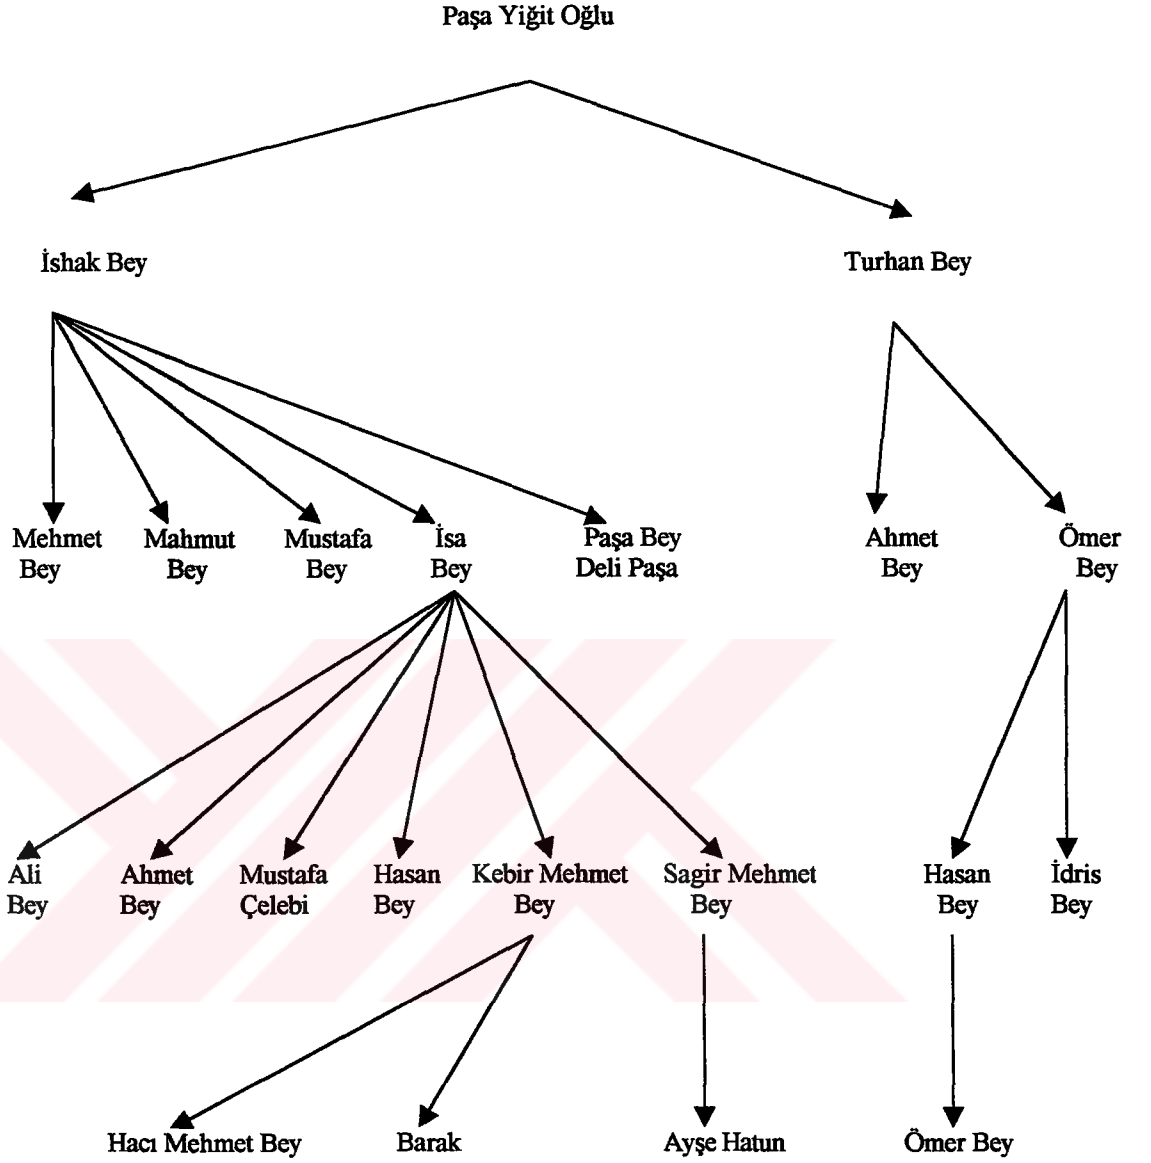 Paşa Yiğit Oğlu
İshak Bey
Turhan Bey
Mehmet
Bey
Mahmut
Bey
Mustafa
Bey
İsa
Bey
Paşa Bey
Deli Paşa
Ahmet
Bey
Ömer
Bey
Ali
Bey
Ahmet
Bey
Mustafa
Çelebi
Hasan
Bey
Kebir Mehmet
Bey
Sagir Mehmet
Bey
Hasan
Bey
İdris
Bey
Hacı Mehmet Bey
Barak
Ayşe Hatun
Ömer Bey